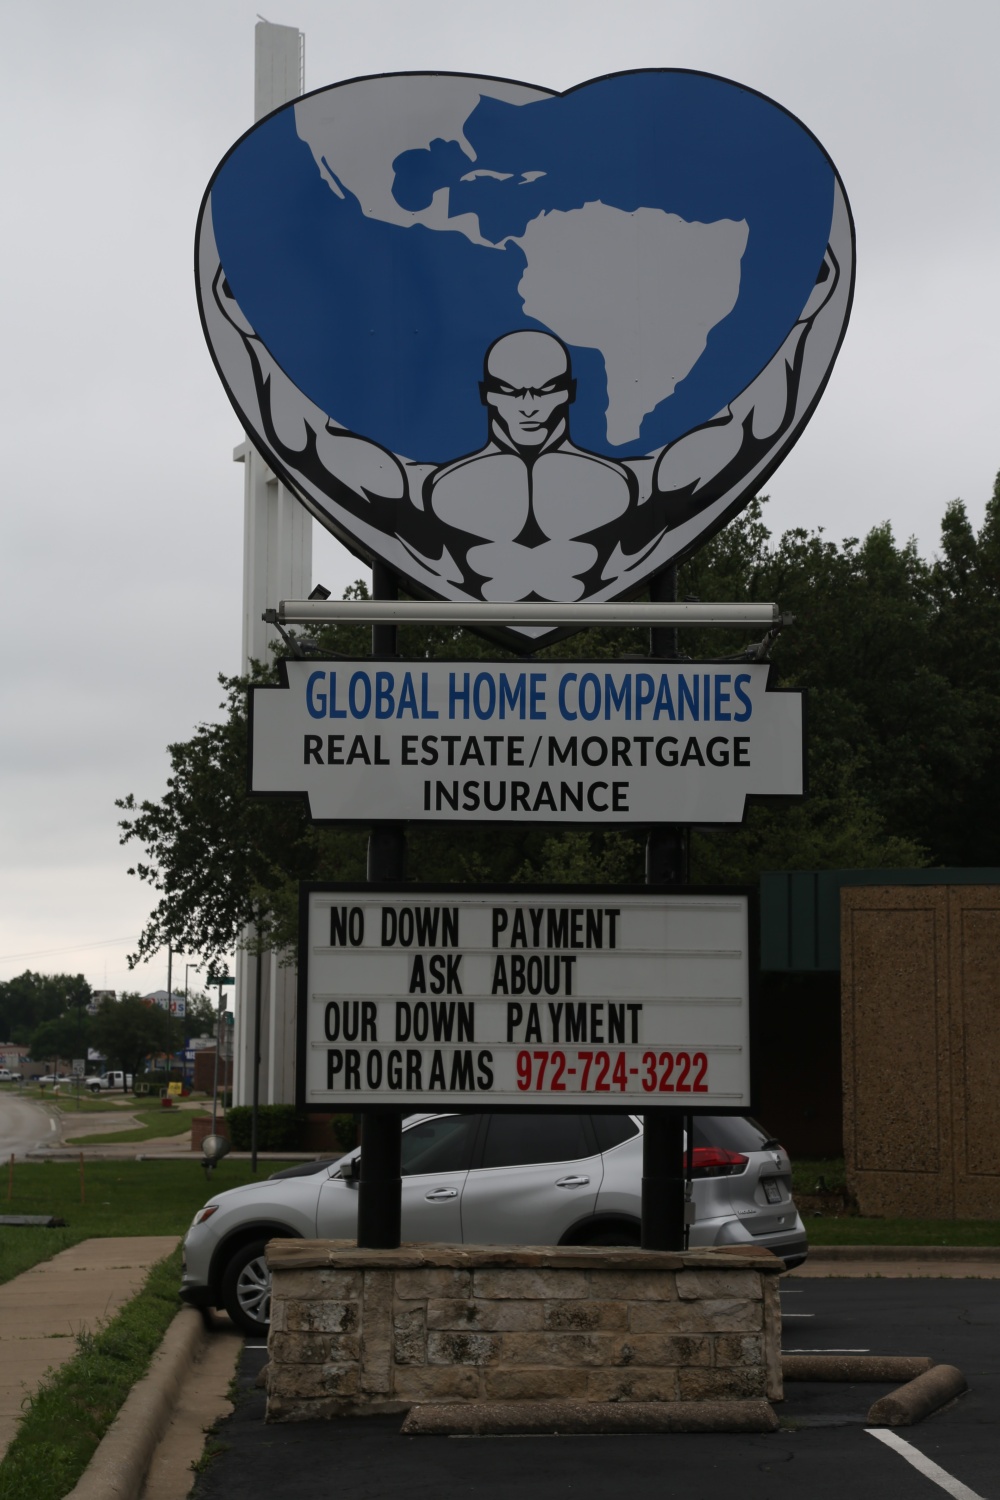 GLOBAL HOME COMPANIES
REAL ESTATE/MORTGAGE
INSURANCE
NO DOWN PAYMENT
ASK ABOUT
OUR DOWN PAYMENT
PROGRAMS 972-724-3222